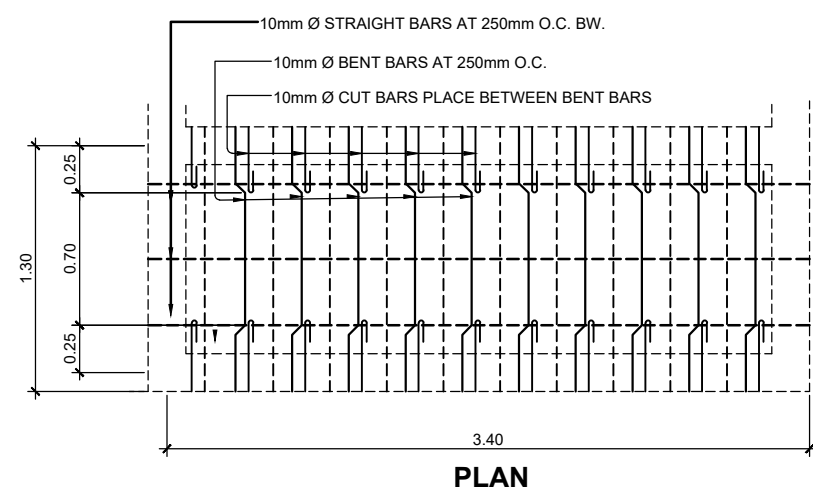 10mm Ø STRAIGHT BARS AT 250mm O.C. BW.
10mm Ø BENT BARS AT 250mm O.C.
10mm Ø CUT BARS PLACE BETWEEN BENT BARS
0.25
1.30
0.70
0.25
3.40
PLAN